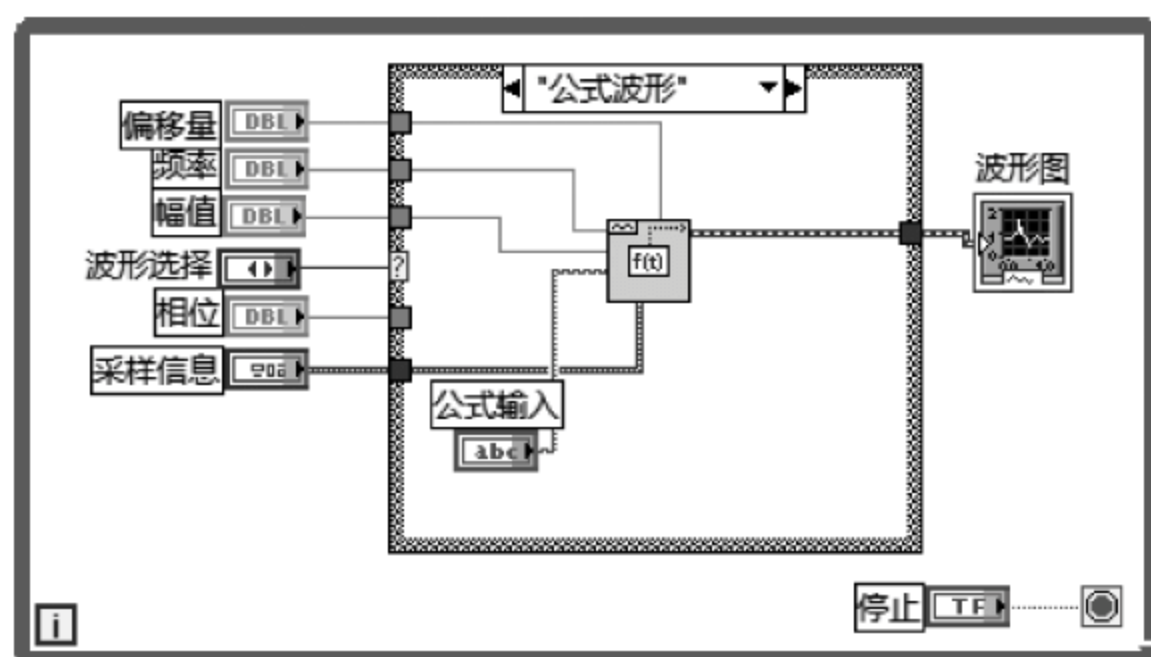 "公式波形"
偏移量 DBL
频率 DBL
幅值 DBL
波形选择
?
相位 DBL
采样信息
f(t)
公式输入
abc
波形图
停止 TF
i